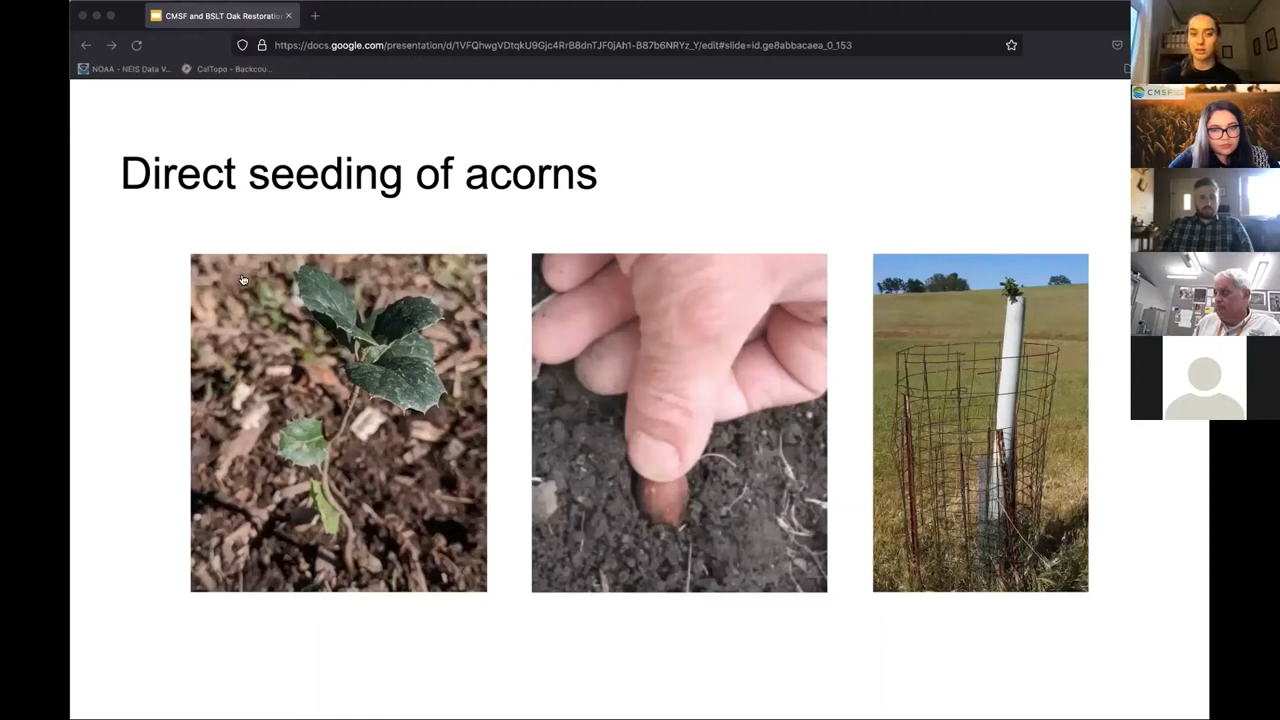 CMSF and BSLT Oak Restoration
https://docs.google.com/presentation/d/1VFQhwgVDtqkU9Gjc4RrB8dnTJF0jAh1-B87b6NRYz_Y/edit#slide=id.ge8abbacaea_0_153
NOAA - NEIS Data V...
CalTopo - Backcou...
CMSF
Direct seeding of acorns